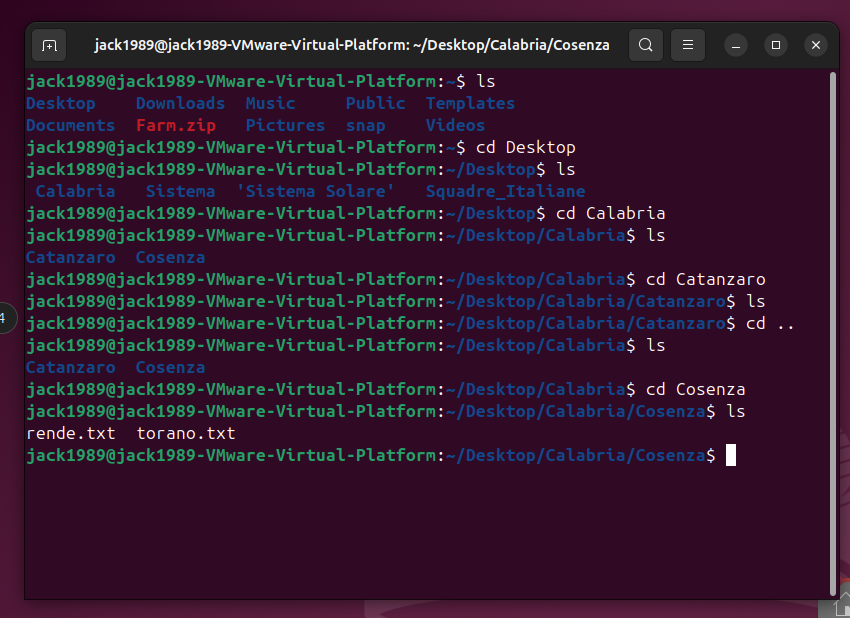 jack1989@jack1989-VMware-Virtual-Platform: ~/Desktop/Calabria/Cosenza
jack1989@jack1989-VMware-Virtual-Platform:~$ ls
Desktop    Downloads  Music     Public  Templates
Documents  Farm.zip   Pictures  snap    Videos
jack1989@jack1989-VMware-Virtual-Platform:~$ cd Desktop
jack1989@jack1989-VMware-Virtual-Platform:~/Desktop$ ls
 Calabria   Sistema  'Sistema Solare'   Squadre_Italiane
jack1989@jack1989-VMware-Virtual-Platform:~/Desktop$ cd Calabria
jack1989@jack1989-VMware-Virtual-Platform:~/Desktop/Calabria$ ls
Catanzaro  Cosenza
jack1989@jack1989-VMware-Virtual-Platform:~/Desktop/Calabria$ cd Catanzaro
jack1989@jack1989-VMware-Virtual-Platform:~/Desktop/Calabria/Catanzaro$ ls
jack1989@jack1989-VMware-Virtual-Platform:~/Desktop/Calabria/Catanzaro$ cd ..
jack1989@jack1989-VMware-Virtual-Platform:~/Desktop/Calabria$ ls
Catanzaro  Cosenza
jack1989@jack1989-VMware-Virtual-Platform:~/Desktop/Calabria$ cd Cosenza
jack1989@jack1989-VMware-Virtual-Platform:~/Desktop/Calabria/Cosenza$ ls
rende.txt  torano.txt
jack1989@jack1989-VMware-Virtual-Platform:~/Desktop/Calabria/Cosenza$